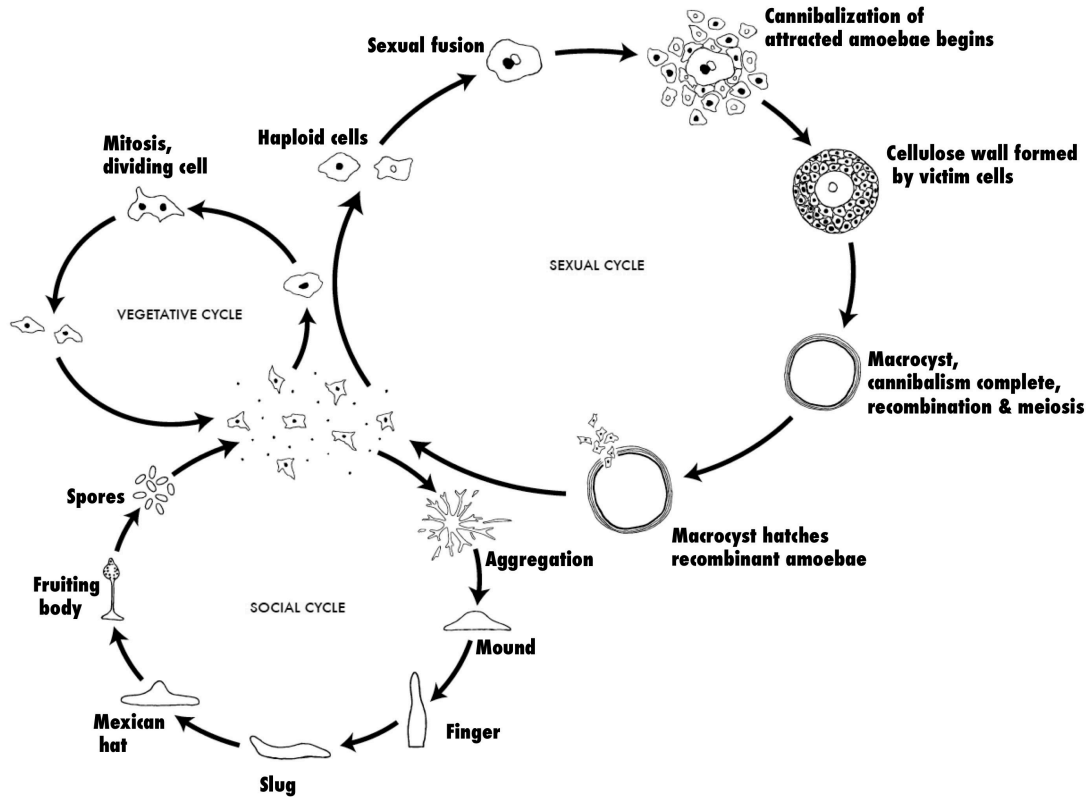 Cannibalization of
attracted amoebae begins
Sexual fusion
Haploid cells
Mitosis,
dividing cell
Cellulose wall formed
by victim cells
SEXUAL CYCLE
VEGETATIVE CYCLE
Macrocyst,
cannibalism complete,
recombination & meiosis
Spores
Macrocyst hatches
recombinant amoebae
Aggregation
Fruiting
body
SOCIAL CYCLE
Mound
Mexican
hat
Finger
Slug